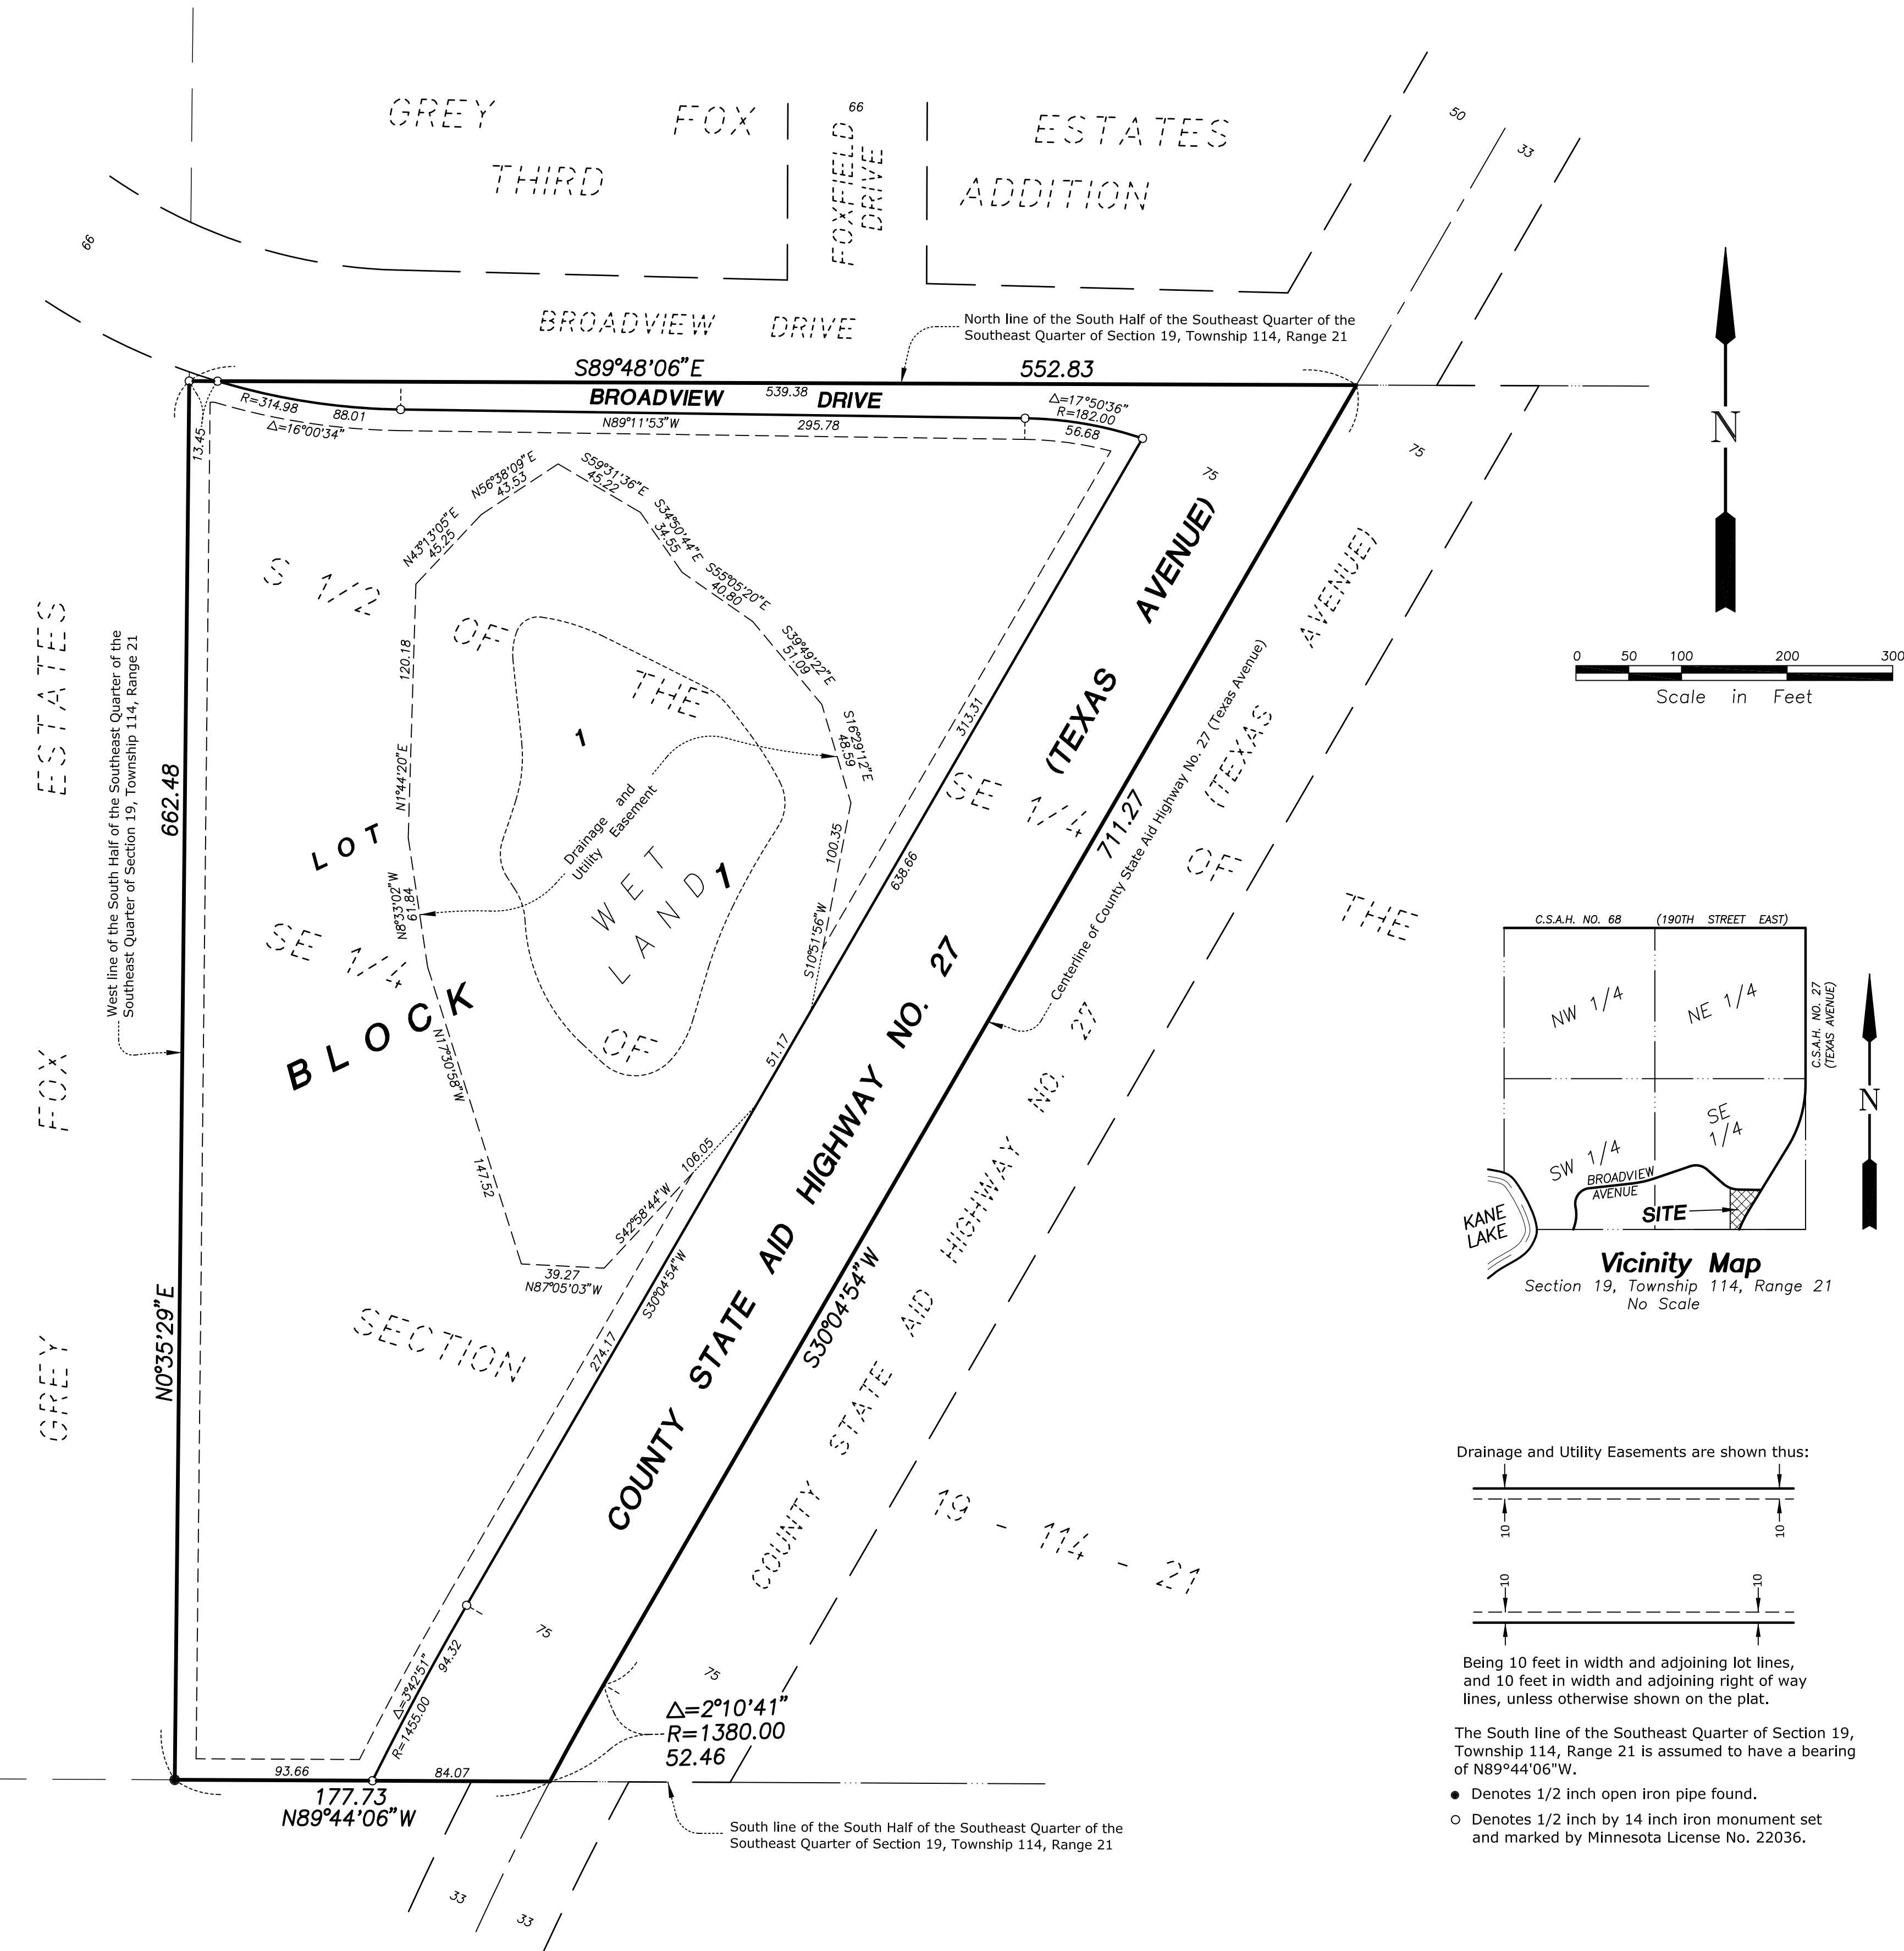 GREY FOX ESTATES
THIRD ADDITION
66
FOXFIELD
DRIVE
50
33
66
BROADVIEW DRIVE
North line of the South Half of the Southeast Quarter of the
Southeast Quarter of Section 19, Township 114, Range 21
S89°48'06"E
552.83
BROADVIEW DRIVE
539.38
R=314.98
88.01
Δ=16°00'34"
N89°11'53"W
295.78
Δ=17°50'36"
R=182.00
56.68
13.45
75
75
N
0 50 100 200 300
Scale in Feet
N56°38'09"E
43.53
S59°31'36"E
45.22
N43°13'05"E
45.25
S34°50'44"E
34.55
S55°05'20"E
40.80
S39°49'22"E
51.09
S16°29'12"E
48.59
120.18
N1°44'20"E
100.35
S10°51'56"W
N8°33'02"W
61.84
N17°30'58"W
147.52
39.27
N87°05'03"W
S42°58'44"W
106.05
S 1/2 OF THE
SE 1/4 OF
SE 1/4 OF THE
SECTION
19 - 114 - 21
LOT 1
BLOCK 1
WET
LAND
Drainage and
Utility Easement
313.31
638.66
51.17
S30°04'54"W
274.17
West line of the South Half of the Southeast Quarter of the
Southeast Quarter of Section 19, Township 114, Range 21
662.48
N0°35'29"E
GREY FOX ESTATES
COUNTY STATE AID HIGHWAY NO. 27 (TEXAS AVENUE)
711.27
S30°04'54"W
Centerline of County State Aid Highway No. 27 (Texas Avenue)
COUNTY STATE AID HIGHWAY NO. 27 (TEXAS AVENUE)
Δ=3°42'51"
94.32
R=1455.00
75
75
Δ=2°10'41"
R=1380.00
52.46
93.66
84.07
177.73
N89°44'06"W
33
33
South line of the South Half of the Southeast Quarter of the
Southeast Quarter of Section 19, Township 114, Range 21
C.S.A.H. NO. 68 (190TH STREET EAST)
NW 1/4
NE 1/4
C.S.A.H. NO. 27
(TEXAS AVENUE)
N
SW 1/4
SE
1/4
BROADVIEW
AVENUE
SITE
KANE
LAKE
Vicinity Map
Section 19, Township 114, Range 21
No Scale
Drainage and Utility Easements are shown thus:
10
10
10
10
Being 10 feet in width and adjoining lot lines,
and 10 feet in width and adjoining right of way
lines, unless otherwise shown on the plat.
The South line of the Southeast Quarter of Section 19,
Township 114, Range 21 is assumed to have a bearing
of N89°44'06"W.
Denotes 1/2 inch open iron pipe found.
Denotes 1/2 inch by 14 inch iron monument set
and marked by Minnesota License No. 22036.